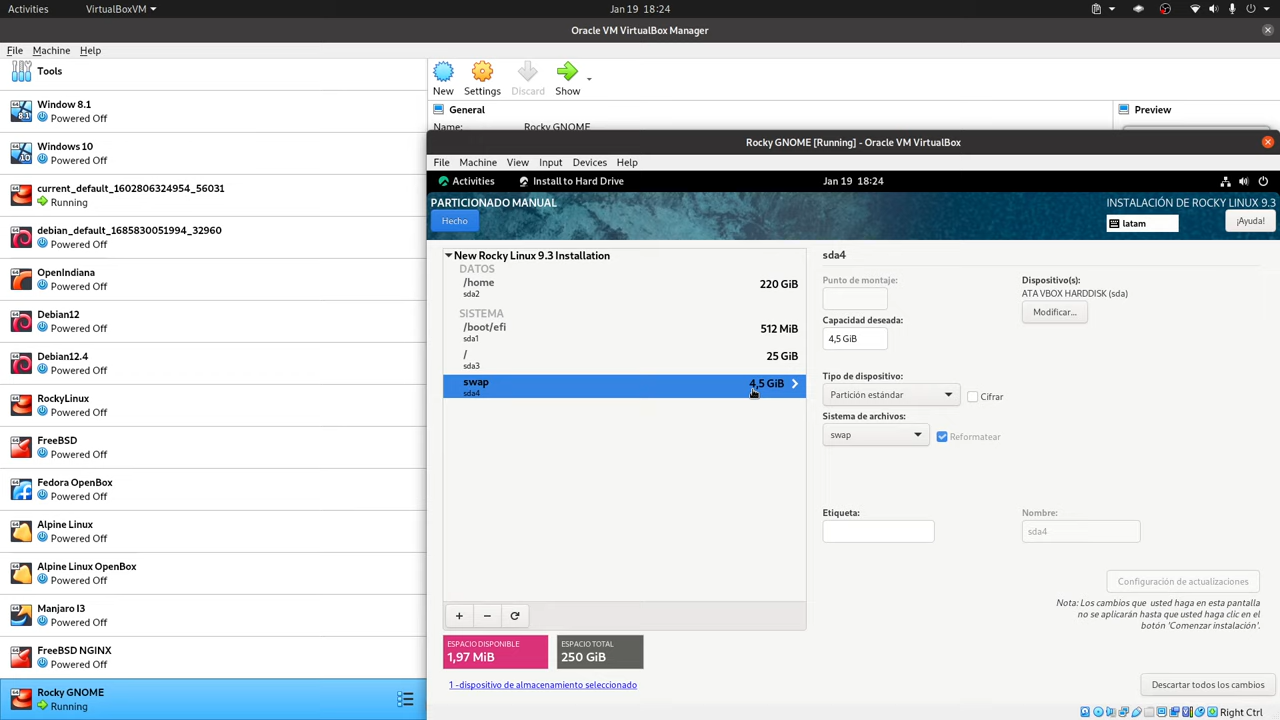 Activities VirtualBoxVM Jan 19 18:24
Oracle VM VirtualBox Manager
File Machine Help
Tools
New Settings Discard Show
General Preview
Name: Rocky GNOME
Window 8.1
Powered Off
Windows 10
Powered Off
current_default_1602806324954_56031
Running
debian_default_1685830051994_32960
Powered Off
OpenIndiana
Powered Off
Debian12
Powered Off
Debian12.4
Powered Off
RockyLinux
Powered Off
FreeBSD
Powered Off
Fedora OpenBox
Powered Off
Alpine Linux
Powered Off
Alpine Linux OpenBox
Powered Off
Manjaro I3
Powered Off
FreeBSD NGINX
Powered Off
Rocky GNOME
Running
Rocky GNOME [Running] - Oracle VM VirtualBox
File Machine View Input Devices Help
Activities Install to Hard Drive Jan 19 18:24
PARTICIONADO MANUAL INSTALACIÓN DE ROCKY LINUX 9.3
Hecho latam ¡Ayuda!
New Rocky Linux 9.3 Installation
DATOS
/home 220 GiB
sda2
SISTEMA
/boot/efi 512 MiB
sda1
/ 25 GiB
sda3
swap 4,5 GiB
sda4
+ −
ESPACIO DISPONIBLE
1,97 MiB
ESPACIO TOTAL
250 GiB
1 -dispositivo de almacenamiento seleccionado
sda4
Punto de montaje: Dispositivo(s):
ATA VBOX HARDDISK (sda)
Modificar...
Capacidad deseada:
4,5 GiB
Tipo de dispositivo:
Partición estándar Cifrar
Sistema de archivos:
swap Reformatear
Etiqueta: Nombre:
sda4
Configuración de actualizaciones
Nota: Los cambios que usted haga en esta pantalla
no se aplicarán hasta que usted haga clic en el
botón 'Comenzar instalación'.
Descartar todos los cambios
Right Ctrl